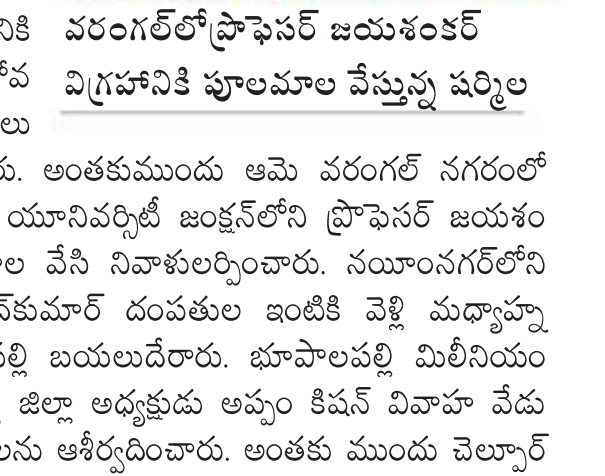 నికి
వరంగల్‌లో ప్రొఫెసర్ జయశంకర్
విగ్రహానికి పూలమాల వేస్తున్న షర్మిల
లు
రు. అంతకుముందు ఆమె వరంగల్ నగరంలో
యూనివర్సిటీ జంక్షన్‌లోని ప్రొఫెసర్ జయశం
ల వేసి నివాళులర్పించారు. నయీంనగర్‌లోని
కుమార్ దంపతుల ఇంటికి వెళ్లి మధ్యాహ్న
పల్లి బయలుదేరారు. భూపాలపల్లి మిలీనియం
జిల్లా అధ్యక్షుడు అప్పం కిషన్ వివాహ వేడు
లను ఆశీర్వదించారు. అంతకు ముందు చెల్పూర్